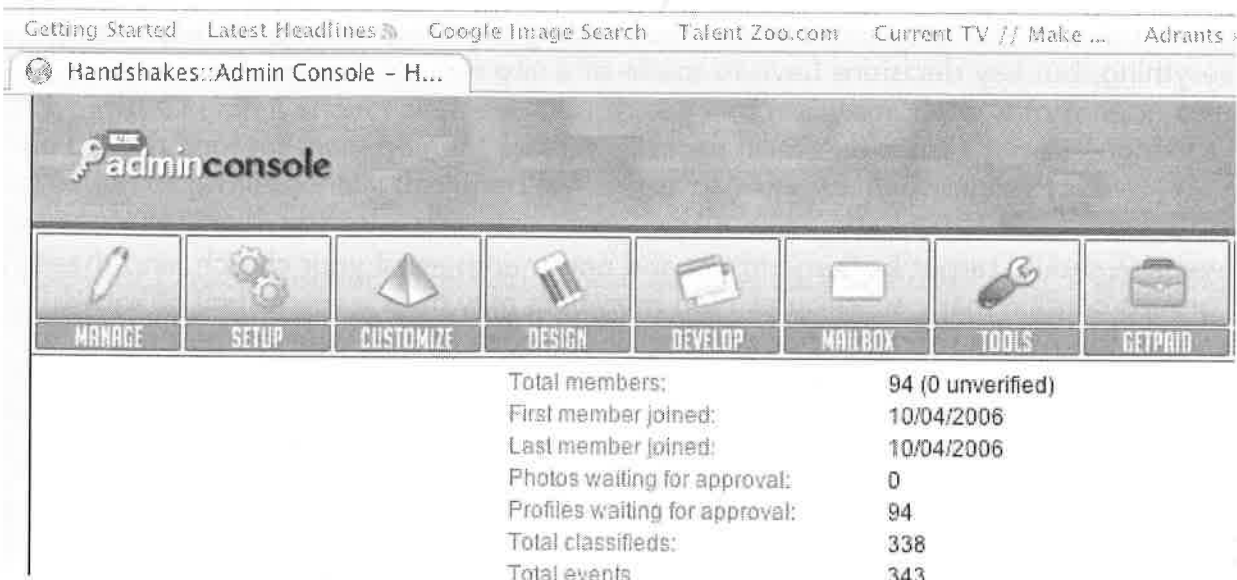 Getting Started Latest Headlines Google Image Search Talent Zoo.com Current TV // Make ... Adrants
Handshakes::Admin Console – H...
adminconsole
MANAGE SETUP CUSTOMIZE DESIGN DEVELOP MAILBOX TOOLS GETPAID
Total members: 94 (0 unverified)
First member joined: 10/04/2006
Last member joined: 10/04/2006
Photos waiting for approval: 0
Profiles waiting for approval: 94
Total classifieds: 338
Total events 343